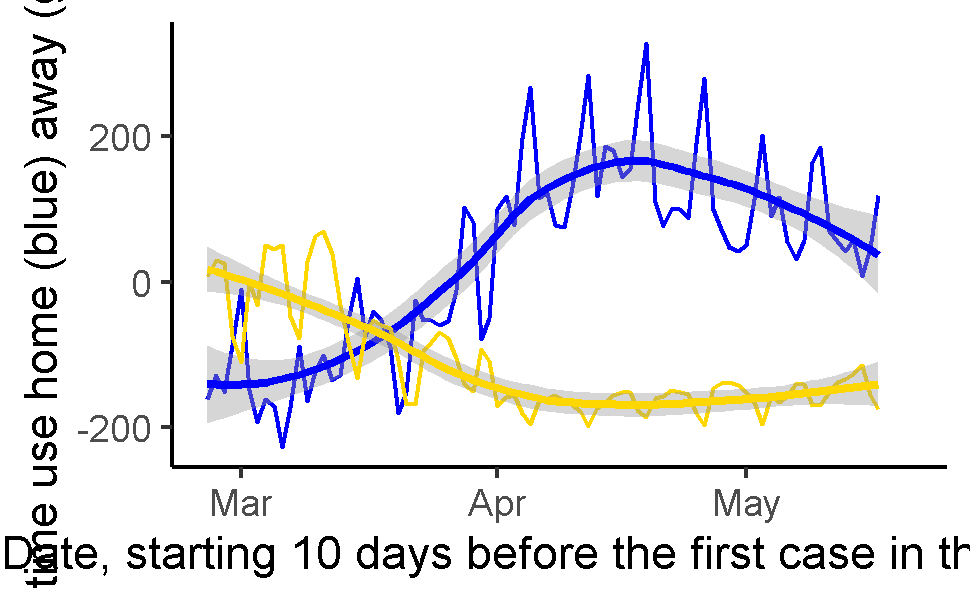 time use home (blue) away (
200
0
-200
Mar Apr May
Date, starting 10 days before the first case in th